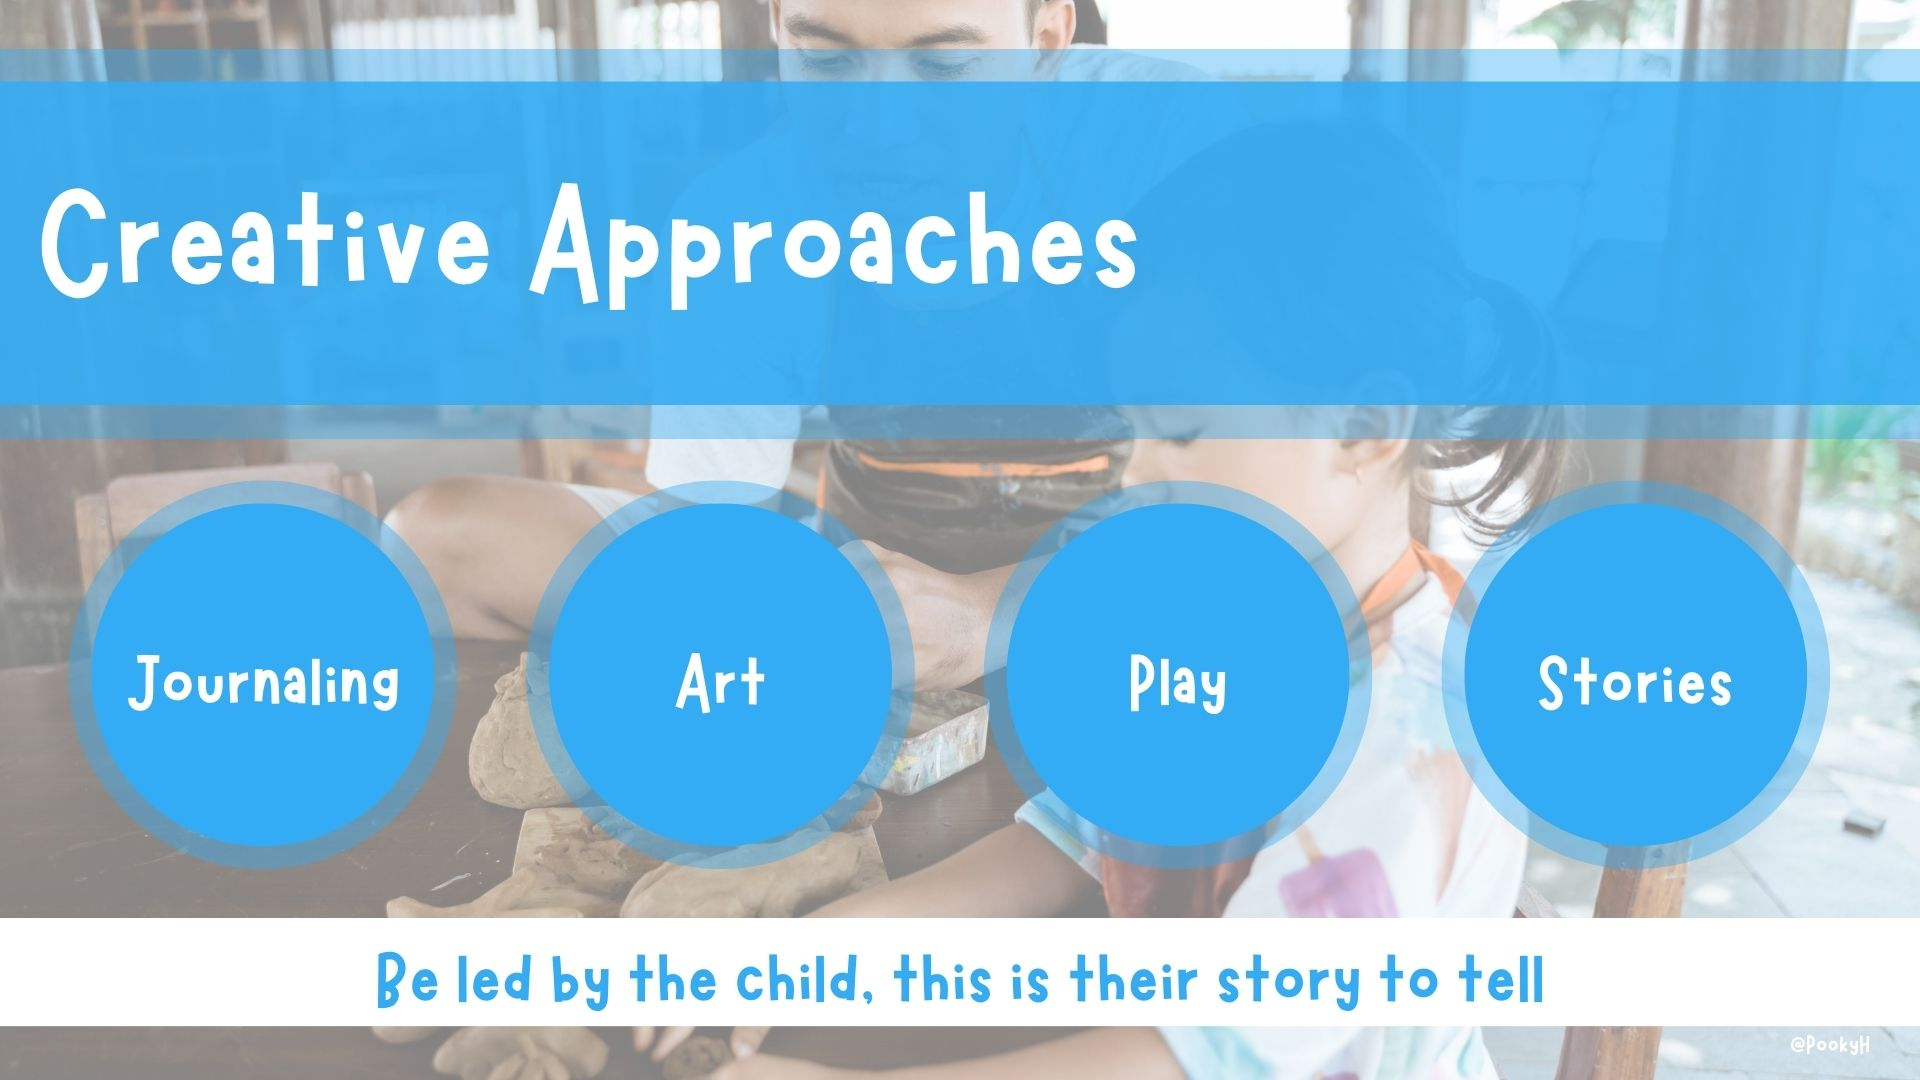 Creative Approaches
Journaling
Art
Play
Stories
Be led by the child, this is their story to tell
@PookyH